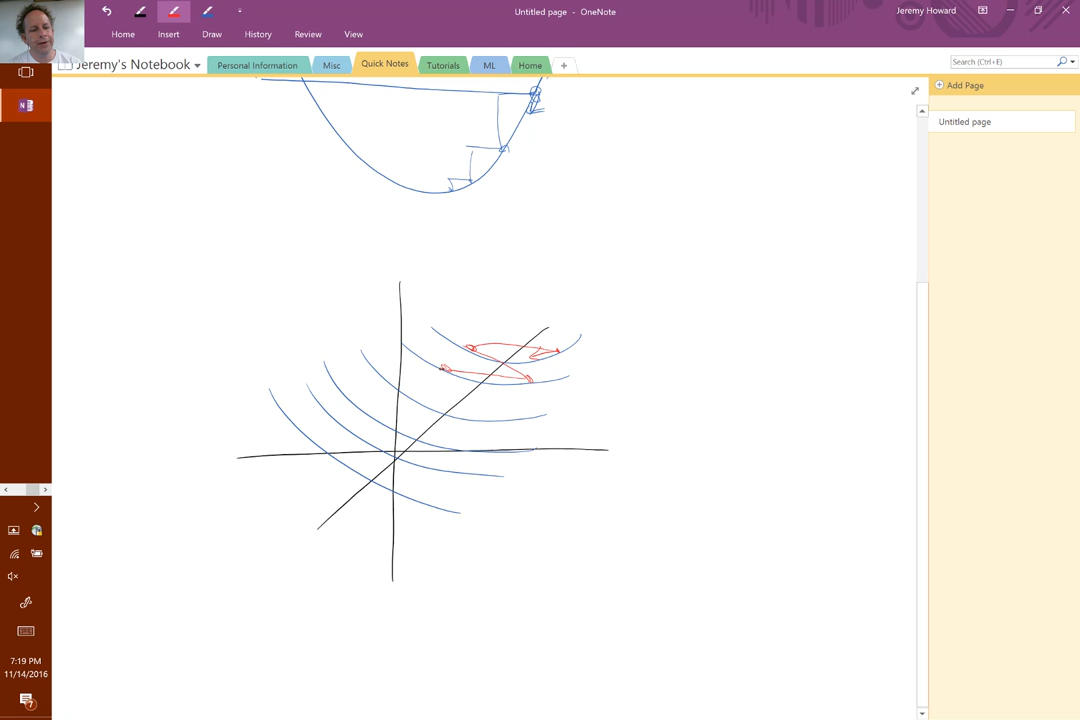 Untitled page - OneNote
Jeremy Howard
Home Insert Draw History Review View
Jeremy's Notebook
Personal Information
Misc
Quick Notes
Tutorials
ML
Home
Search (Ctrl+E)
Add Page
Untitled page
N
7:19 PM
11/14/2016
7